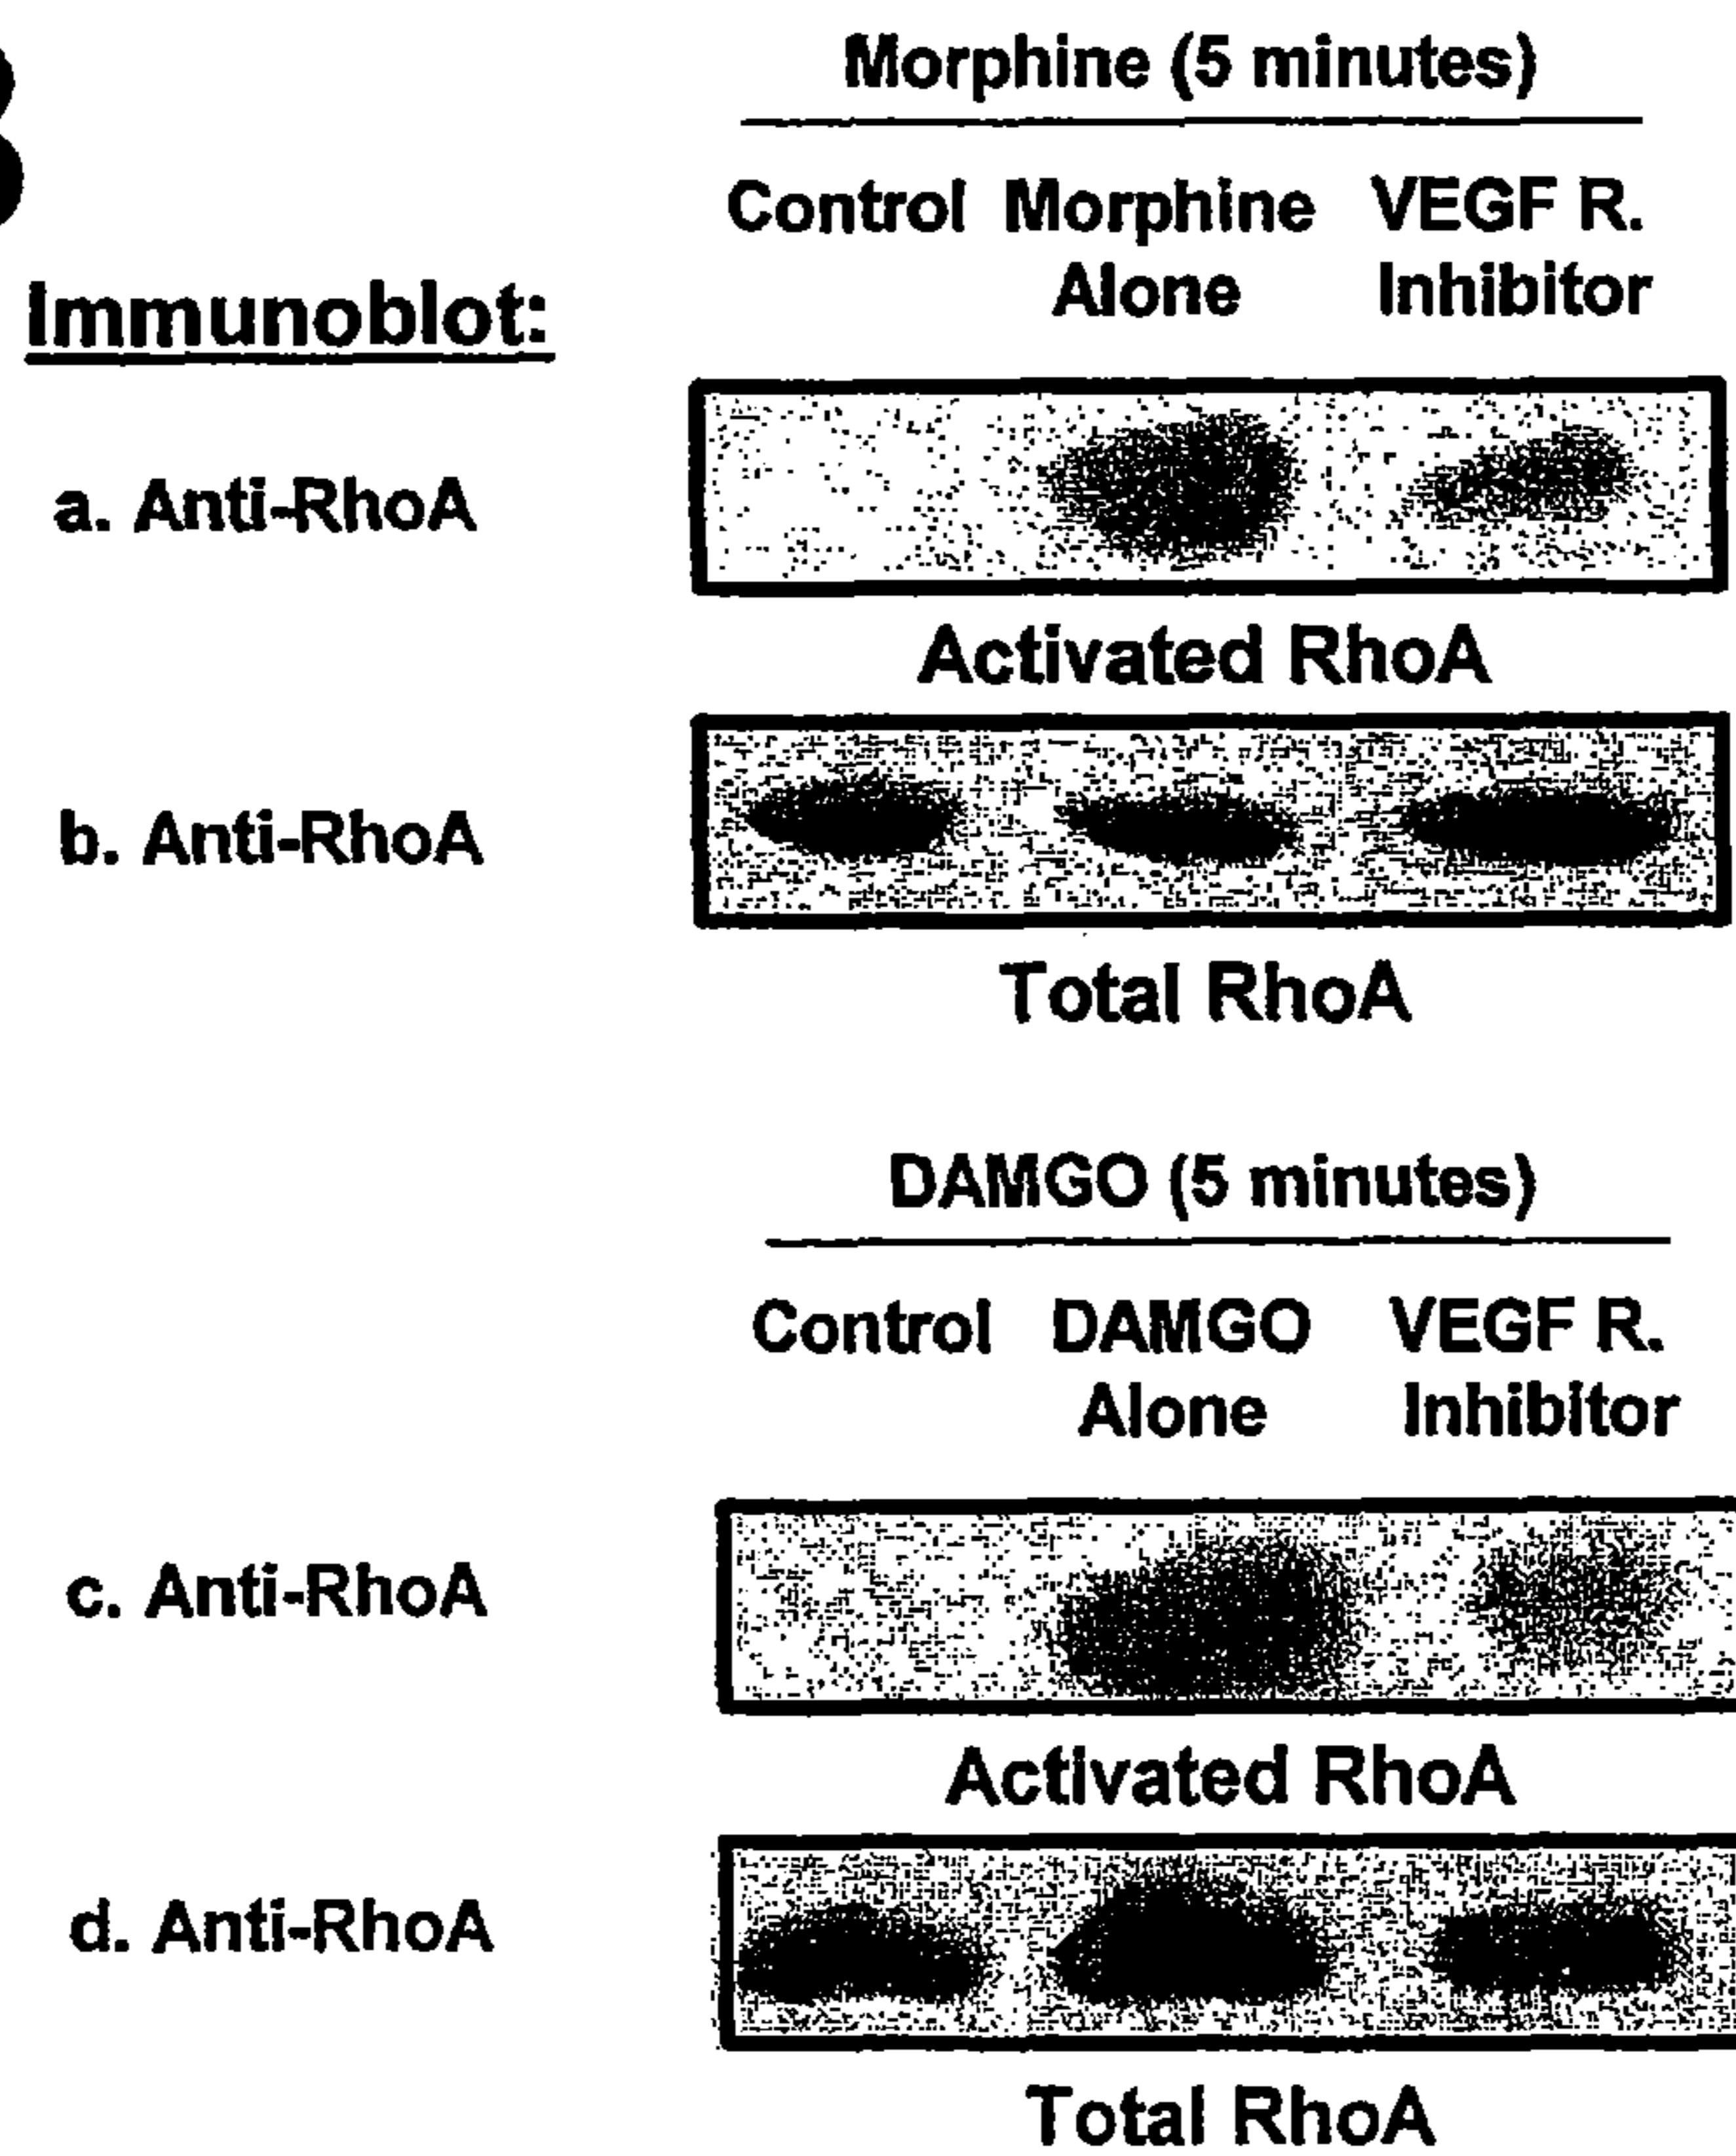 Morphine (5 minutes)
Control Morphine Alone VEGF R. Inhibitor
Immunoblot:
a. Anti-RhoA
Activated RhoA
b. Anti-RhoA
Total RhoA
DAMGO (5 minutes)
Control DAMGO Alone VEGF R. Inhibitor
c. Anti-RhoA
Activated RhoA
d. Anti-RhoA
Total RhoA